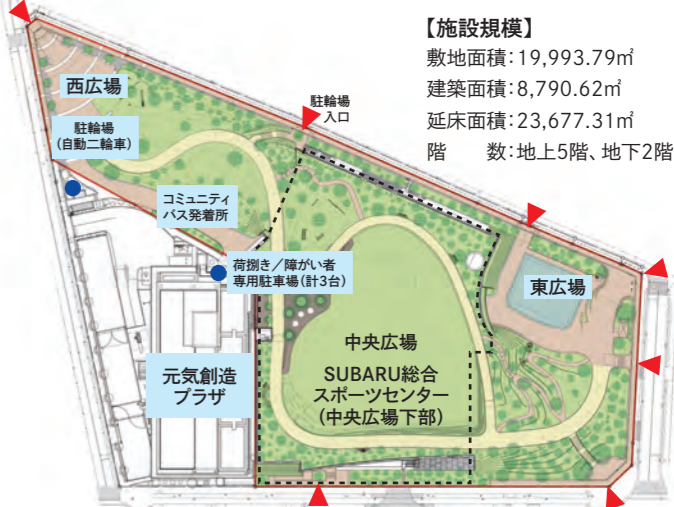 【施設規模】
敷地面積：19,993.79㎡
建築面積：8,790.62㎡
延床面積：23,677.31㎡
階　　数：地上5階、地下2階
西広場
駐輪場
（自動二輪車）
駐輪場
入口
コミュニティ
バス発着所
荷捌き／障がい者
専用駐車場（計3台）
東広場
中央広場
SUBARU総合
スポーツセンター
（中央広場下部）
元気創造
プラザ